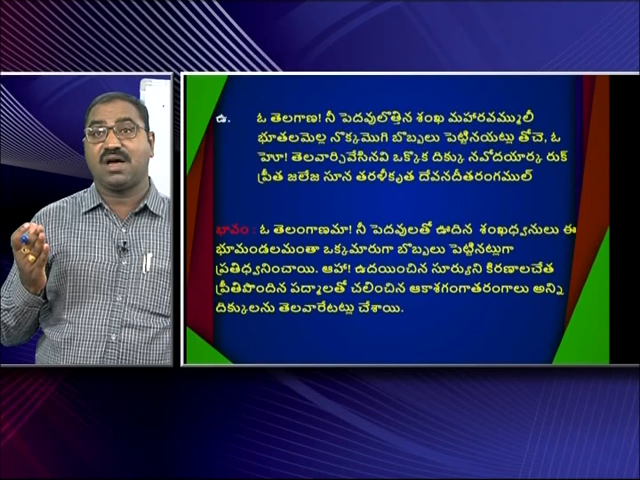 ఉ. ఓ తెలగాణ! నీ పెదవులొత్తిన శంఖ మహారవమ్ములీ
భూతలమెల్ల నొక్కమొగి బొబ్బలు పెట్టినయట్లు తోచె, ఓ
హెూ! తెలవార్చివేసినవి ఒక్కొక దిక్కు నవోదయార్క రుక్
ప్రీత జలేజ సూన తరళీకృత దేవనదీతరంగముల్
భావం : ఓ తెలంగాణమా! నీ పెదవులతో ఊదిన శంఖధ్వనులు ఈ
భూమండలమంతా ఒక్కమారుగా బొబ్బలు పెట్టినట్లుగా
ప్రతిధ్వనించాయి. ఆహా! ఉదయించిన సూర్యుని కిరణాలచేత
ప్రీతిపొందిన పద్మాలతో చలించిన ఆకాశగంగాతరంగాలు అన్ని
దిక్కులను తెలవారేటట్లు చేశాయి.